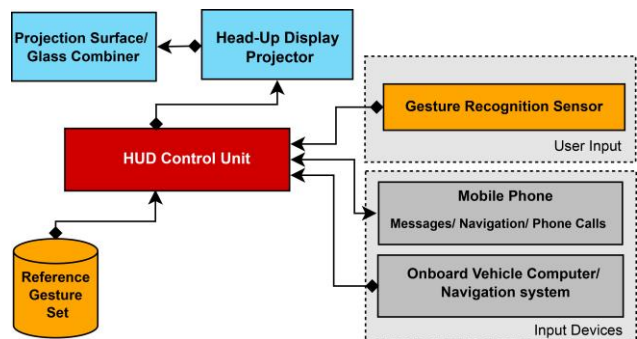 Projection Surface/
Glass Combiner
Head-Up Display
Projector
Gesture Recognition Sensor
User Input
HUD Control Unit
Mobile Phone
Messages/ Navigation/ Phone Calls
Onboard Vehicle Computer/
Navigation system
Input Devices
Reference
Gesture
Set